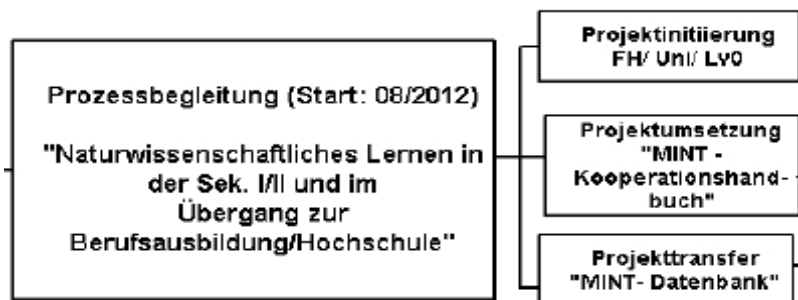 Prozessbegleitung (Start: 08/2012)
"Naturwissenschaftliches Lernen in
der Sek. I/II und im
Übergang zur
Berufsausbildung/Hochschule"
Projektinitiierung
FH/ Uni/ Lv0
Projektumsetzung
"MINT -
Kooperationshand-
buch"
Projekttransfer
"MINT- Datenbank"